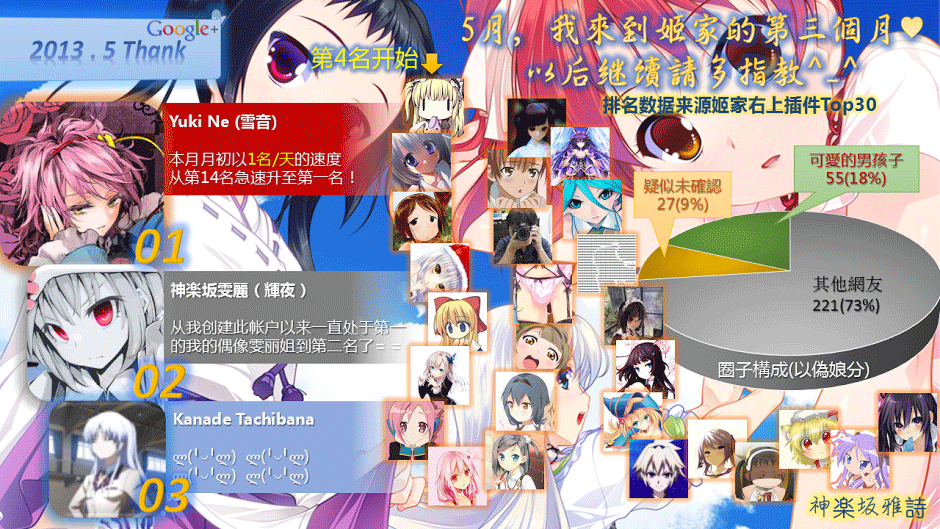 Google+
2013 . 5 Thank
5月，我來到姬家的第三個月♥
以后继續請多指教^_^
第4名开始
排名数据来源姬家右上插件Top30
Yuki Ne (雪音)
本月月初以1名/天的速度
从第14名急速升至第一名！
01
神楽坂雯麗（輝夜）
从我创建此帐户以来一直处于第一
的我的偶像雯丽姐到第二名了= =
02
Kanade Tachibana
ლ(╹◡╹ლ) ლ(╹◡╹ლ)
ლ(╹◡╹ლ) ლ(╹◡╹ლ)
03
可愛的男孩子
55(18%)
疑似未確認
27(9%)
其他網友
221(73%)
圈子構成(以偽娘分)
神楽坂雅詩